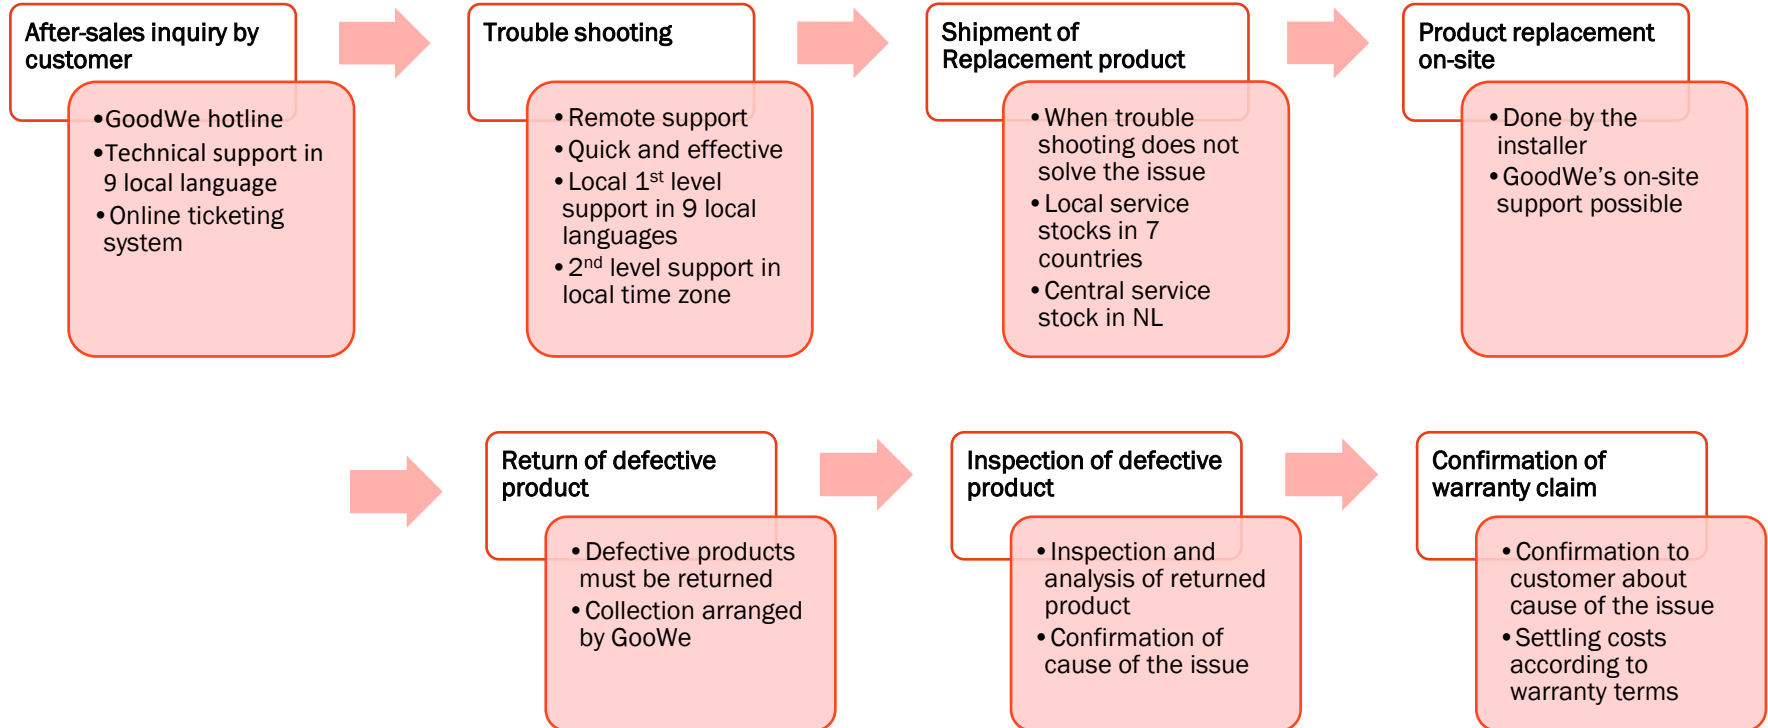 After-sales inquiry by
customer
•GoodWe hotline
•Technical support in
9 local language
•Online ticketing
system
Trouble shooting
•Remote support
•Quick and effective
•Local 1st level
support in 9 local
languages
•2nd level support in
local time zone
Shipment of
Replacement product
•When trouble
shooting does not
solve the issue
•Local service
stocks in 7
countries
•Central service
stock in NL
Product replacement
on-site
•Done by the
installer
•GoodWe’s on-site
support possible
Return of defective
product
•Defective products
must be returned
•Collection arranged
by GooWe
Inspection of defective
product
•Inspection and
analysis of returned
product
•Confirmation of
cause of the issue
Confirmation of
warranty claim
•Confirmation to
customer about
cause of the issue
•Settling costs
according to
warranty terms